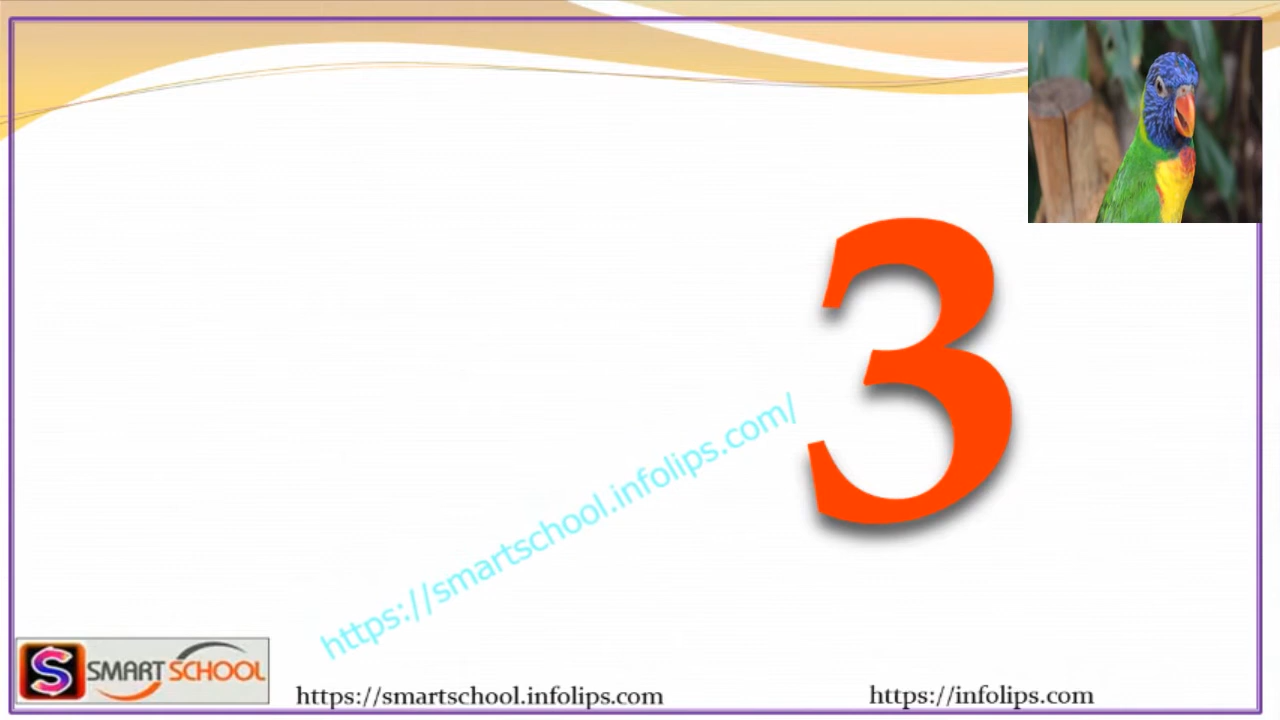 3
https://smartschool.infolips.com/
S SMART SCHOOL
https://smartschool.infolips.com
https://infolips.com